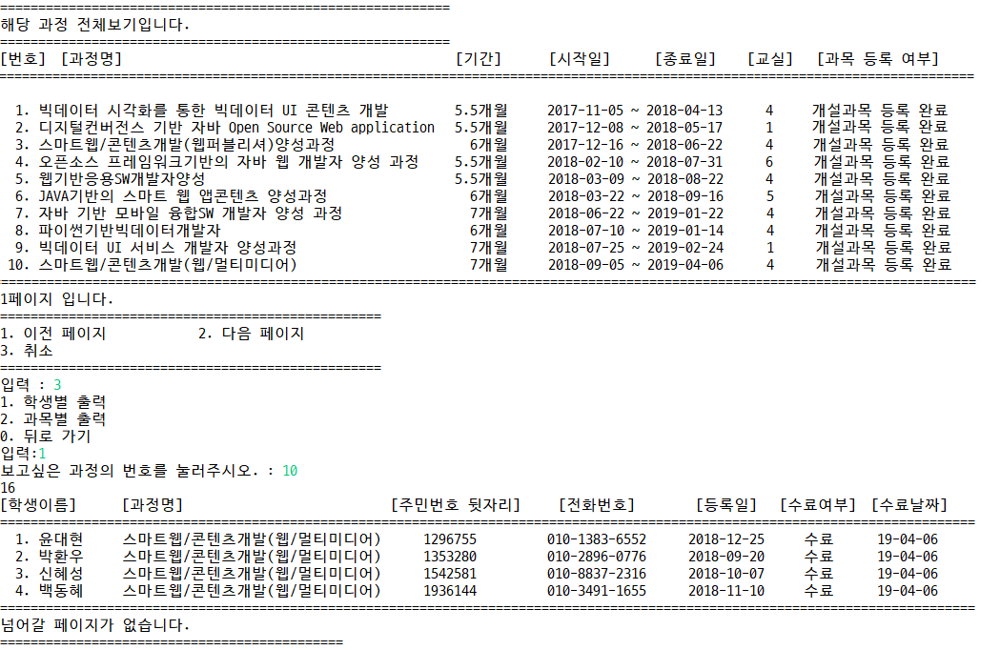 ===========================================================
해당 과정 전체보기입니다.
===========================================================
[번호] [과정명] [기간] [시작일] [종료일] [교실] [과목 등록 여부]
================================================================================================================================
1. 빅데이터 시각화를 통한 빅데이터 UI 콘텐츠 개발 5.5개월 2017-11-05 ~ 2018-04-13 4 개설과목 등록 완료
2. 디지털컨버전스 기반 자바 Open Source Web application 5.5개월 2017-12-08 ~ 2018-05-17 1 개설과목 등록 완료
3. 스마트웹/콘텐츠개발(웹퍼블리셔)양성과정 6개월 2017-12-16 ~ 2018-06-22 4 개설과목 등록 완료
4. 오픈소스 프레임워크기반의 자바 웹 개발자 양성 과정 5.5개월 2018-02-10 ~ 2018-07-31 6 개설과목 등록 완료
5. 웹기반응용SW개발자양성 5.5개월 2018-03-09 ~ 2018-08-22 4 개설과목 등록 완료
6. JAVA기반의 스마트 웹 앱콘텐츠 양성과정 6개월 2018-03-22 ~ 2018-09-16 5 개설과목 등록 완료
7. 자바 기반 모바일 융합SW 개발자 양성 과정 7개월 2018-06-22 ~ 2019-01-22 4 개설과목 등록 완료
8. 파이썬기반빅데이터개발자 6개월 2018-07-10 ~ 2019-01-14 4 개설과목 등록 완료
9. 빅데이터 UI 서비스 개발자 양성과정 7개월 2018-07-25 ~ 2019-02-24 1 개설과목 등록 완료
10. 스마트웹/콘텐츠개발(웹/멀티미디어) 7개월 2018-09-05 ~ 2019-04-06 4 개설과목 등록 완료
================================================================================================================================
1페이지 입니다.
==================================================
1. 이전 페이지 2. 다음 페이지
3. 취소
==================================================
입력 : 3
1. 학생별 출력
2. 과목별 출력
0. 뒤로 가기
입력:1
보고싶은 과정의 번호를 눌러주시오. : 10
16
[학생이름] [과정명] [주민번호 뒷자리] [전화번호] [등록일] [수료여부] [수료날짜]
================================================================================================================================
1. 윤대현 스마트웹/콘텐츠개발(웹/멀티미디어) 1296755 010-1383-6552 2018-12-25 수료 19-04-06
2. 박환우 스마트웹/콘텐츠개발(웹/멀티미디어) 1353280 010-2896-0776 2018-09-20 수료 19-04-06
3. 신혜성 스마트웹/콘텐츠개발(웹/멀티미디어) 1542581 010-8837-2316 2018-10-07 수료 19-04-06
4. 백동혜 스마트웹/콘텐츠개발(웹/멀티미디어) 1936144 010-3491-1655 2018-11-10 수료 19-04-06
================================================================================================================================
넘어갈 페이지가 없습니다.
=============================================